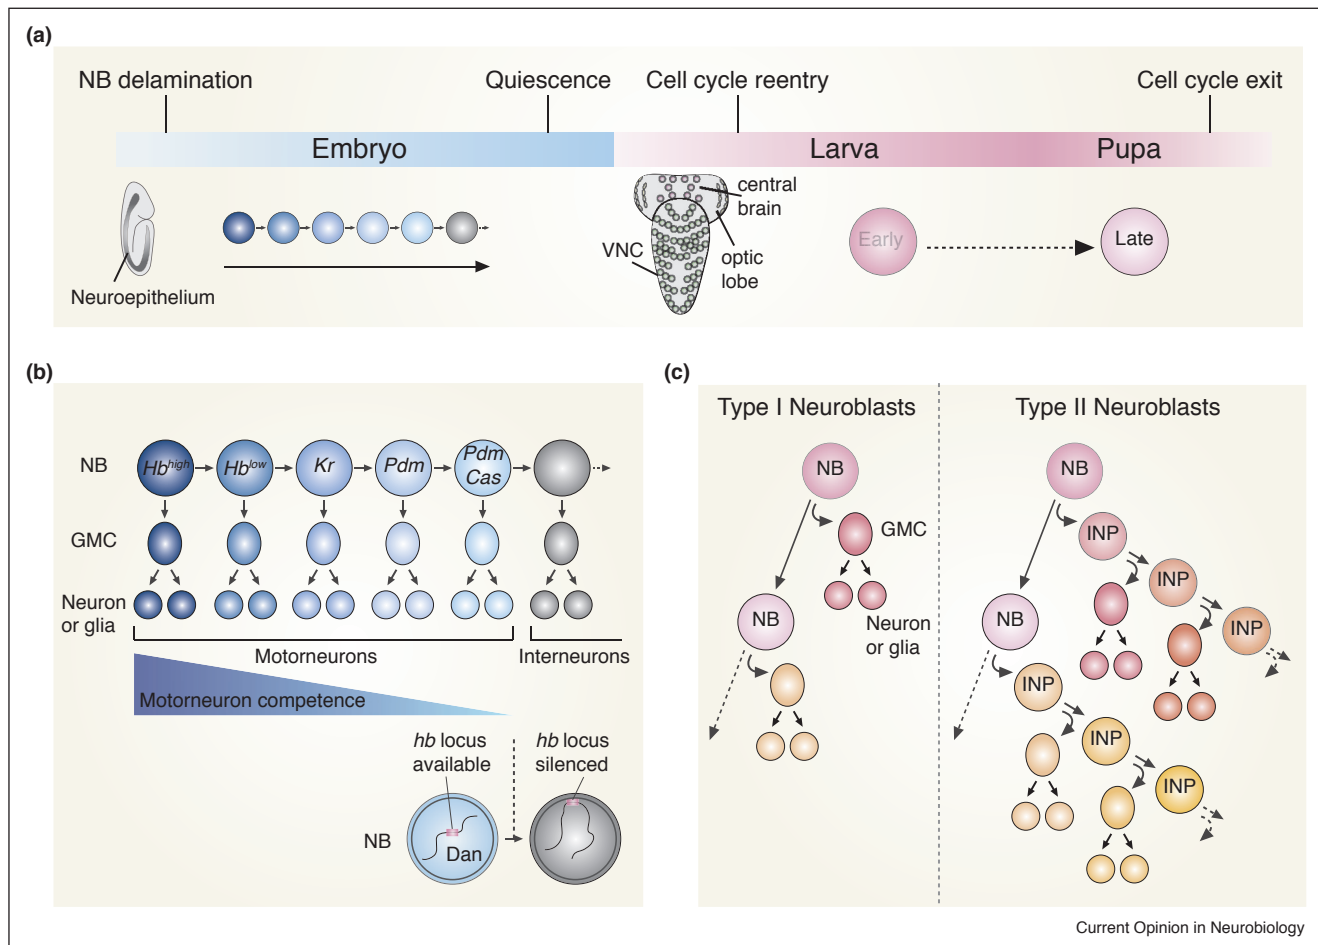 (a)
NB delamination
Quiescence
Cell cycle reentry
Cell cycle exit
Embryo
Larva
Pupa
Neuroepithelium
VNC
central
brain
optic
lobe
Early
Late
(b)
NB
Hbhigh
Hblow
Kr
Pdm
Pdm
Cas
GMC
Neuron
or glia
Motorneurons
Interneurons
Motorneuron competence
hb locus
available
hb locus
silenced
NB
Dan
(c)
Type I Neuroblasts
NB
GMC
NB
Neuron
or glia
Type II Neuroblasts
NB
INP
INP
INP
NB
INP
INP
INP
Current Opinion in Neurobiology